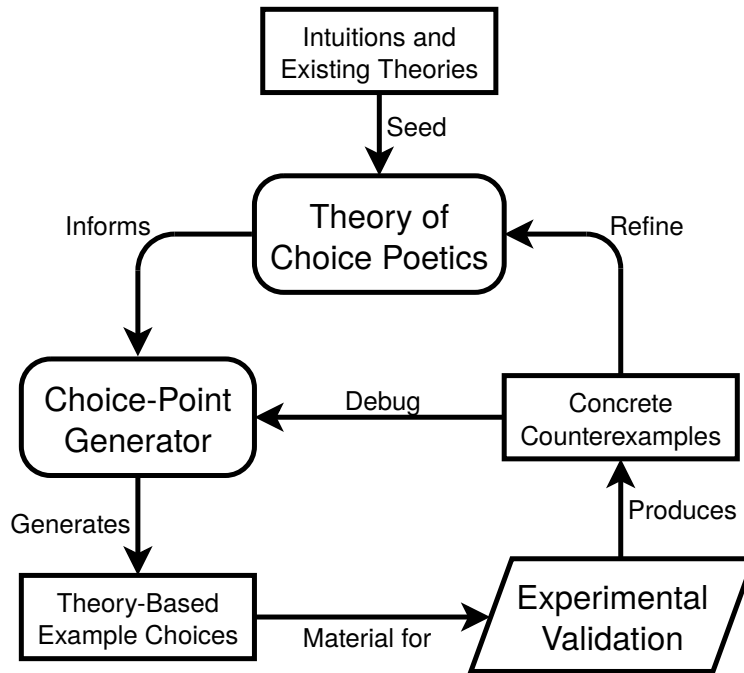 Intuitions and
Existing Theories
Seed
Theory of
Choice Poetics
Informs
Refine
Choice-Point
Generator
Debug
Concrete
Counterexamples
Generates
Produces
Theory-Based
Example Choices
Material for
Experimental
Validation